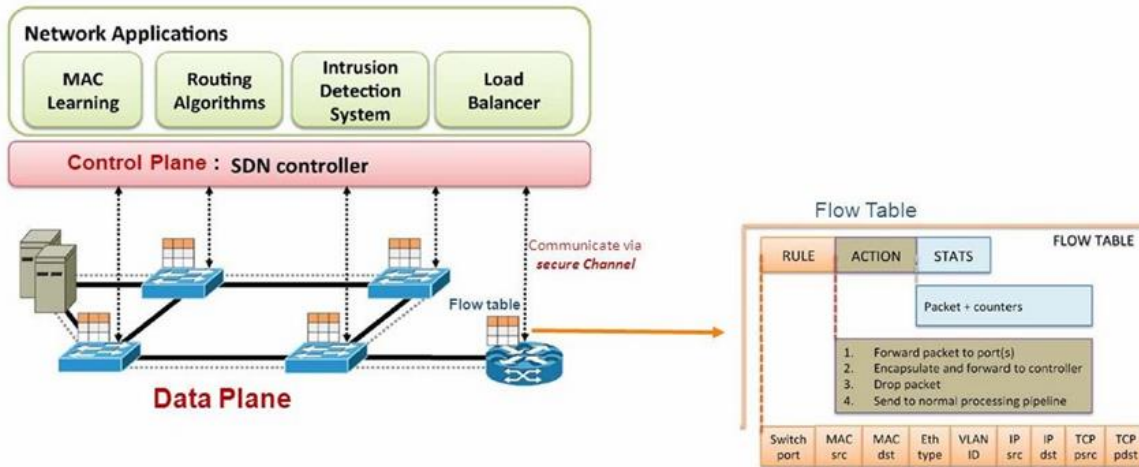 Network Applications
MAC
Learning
Routing
Algorithms
Intrusion
Detection
System
Load
Balancer
Control Plane : SDN controller
Communicate via
secure Channel
Flow table
Data Plane
Flow Table
FLOW TABLE
RULE ACTION STATS
Packet + counters
1. Forward packet to port(s)
2. Encapsulate and forward to controller
3. Drop packet
4. Send to normal processing pipeline
Switch port
MAC src
MAC dst
Eth type
VLAN ID
IP src
IP dst
TCP psrc
TCP pdst